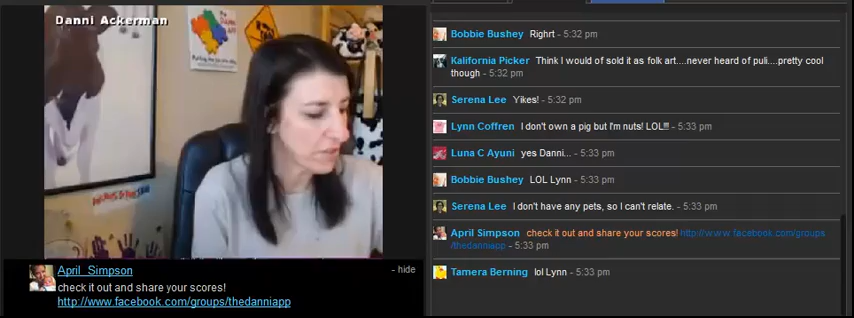 Danni Ackerman
THE
DANNI
APP
April Simpson
- hide
check it out and share your scores!
http://www.facebook.com/groups/thedanniapp
Bobbie Bushey Righrt - 5:32 pm
Kalifornia Picker Think I would of sold it as folk art....never heard of puli....pretty cool
though - 5:32 pm
Serena Lee Yikes! - 5:32 pm
Lynn Coffren I don't own a pig but I'm nuts! LOL!!! - 5:33 pm
Luna C Ayuni yes Danni... - 5:33 pm
Bobbie Bushey LOL Lynn - 5:33 pm
Serena Lee I don't have any pets, so I can't relate. - 5:33 pm
April Simpson check it out and share your scores! http://www.facebook.com/groups
/thedanniapp - 5:33 pm
Tamera Berning lol Lynn - 5:33 pm